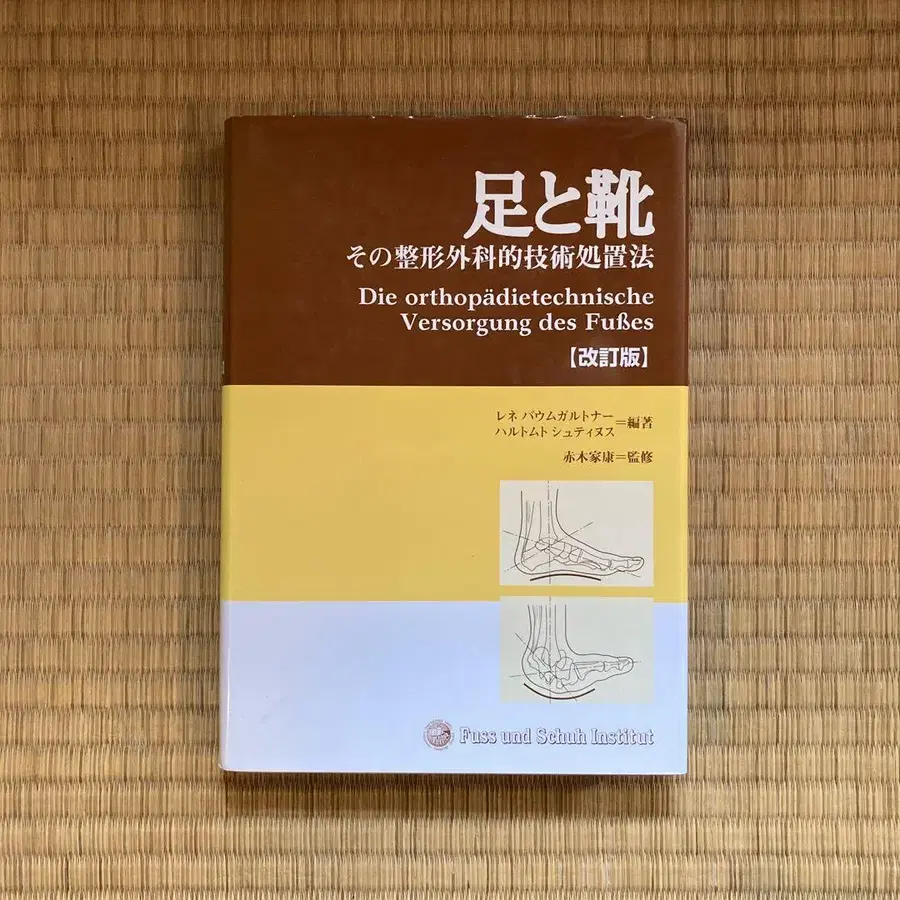 足と靴
その整形外科的技術処置法
Die orthopädietechnische
Versorgung des Fußes
【改訂版】
レネ バウムガルトナー
ハルトムト シュティヌス
＝編著
赤木家康＝監修
Fuss und Schuh Institut